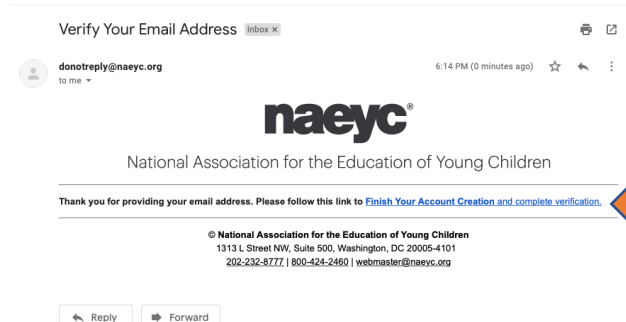 Verify Your Email Address Inbox ×
donotreply@naeyc.org 6:14 PM (0 minutes ago)
to me
naeyc®
National Association for the Education of Young Children
Thank you for providing your email address. Please follow this link to Finish Your Account Creation and complete verification.
© National Association for the Education of Young Children
1313 L Street NW, Suite 500, Washington, DC 20005-4101
202-232-8777 | 800-424-2460 | webmaster@naeyc.org
Reply Forward